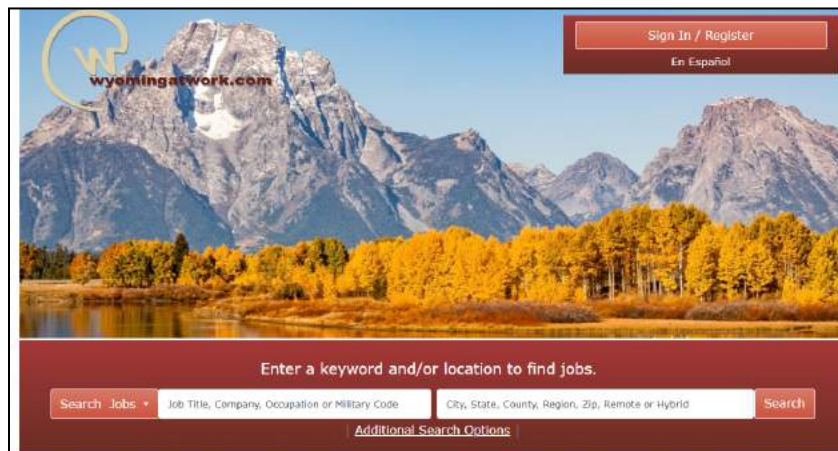 W
wyomingatwork.com
Sign In / Register
En Español
Enter a keyword and/or location to find jobs.
Search Jobs
Job Title, Company, Occupation or Military Code
City, State, County, Region, Zip, Remote or Hybrid
Search
| Additional Search Options |